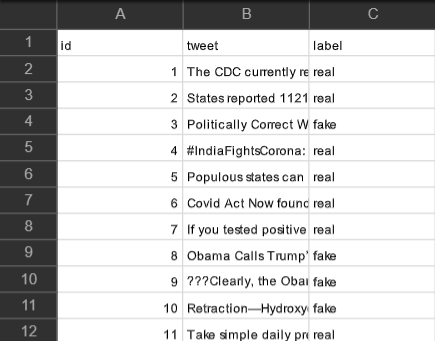 A B C
1 id tweet label
2 1 The CDC currently re real
3 2 States reported 1121 real
4 3 Politically Correct W fake
5 4 #IndiaFightsCorona: real
6 5 Populous states can real
7 6 Covid Act Now found real
8 7 If you tested positive real
9 8 Obama Calls Trump' fake
10 9 ???Clearly, the Obar fake
11 10 Retraction—Hydroxy fake
12 11 Take simple daily pre real